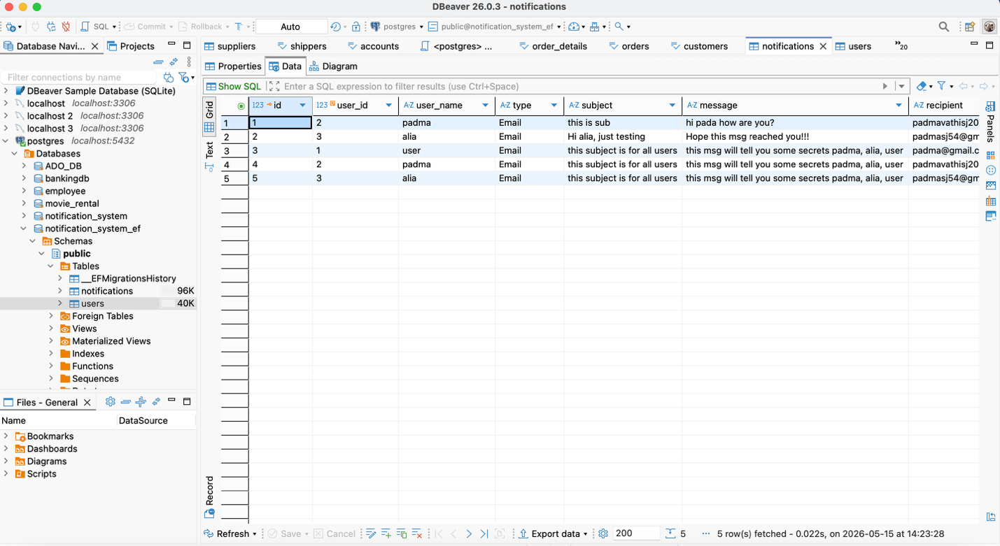 DBeaver 26.0.3 - notifications
SQL Commit Rollback T Auto postgres public@notification_system_ef
Database Navi... Projects
suppliers shippers accounts <postgres> ... order_details orders customers notifications users »20
Properties Data Diagram
Filter connections by name
Show SQL Enter a SQL expression to filter results (use Ctrl+Space)
DBeaver Sample Database (SQLite)
localhost localhost:3306
localhost 2 localhost:3306
localhost 3 localhost:3306
postgres localhost:5432
Databases
ADO_DB
bankingdb
employee
movie_rental
notification_system
notification_system_ef
Schemas
public
Tables
__EFMigrationsHistory
notifications 96K
users 40K
Foreign Tables
Views
Materialized Views
Indexes
Functions
Sequences
Files - General
Name DataSource
Bookmarks
Dashboards
Diagrams
Scripts
Grid
Text
Record
123 id 123 user_id A-Z user_name A-Z type A-Z subject A-Z message A-Z recipient
1 1 2 padma Email this is sub hi pada how are you? padmavathisj20
2 2 3 alia Email Hi alia, just testing Hope this msg reached you!!! padmasj54@gm
3 3 1 user Email this subject is for all users this msg will tell you some secrets padma, alia, user padma@gmail.c
4 4 2 padma Email this subject is for all users this msg will tell you some secrets padma, alia, user padmavathisj20
5 5 3 alia Email this subject is for all users this msg will tell you some secrets padma, alia, user padmasj54@gm
Panels
Refresh Save Cancel Export data 200 5 ... 5 row(s) fetched - 0.022s, on 2026-05-15 at 14:23:28